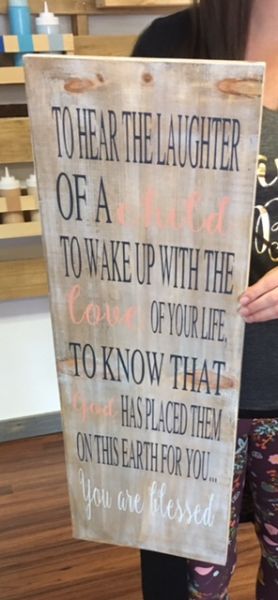 TO HEAR THE LAUGHTER
OF A child
TO WAKE UP WITH THE
love OF YOUR LIFE,
TO KNOW THAT
God HAS PLACED THEM
ON THIS EARTH FOR YOU...
You are blessed